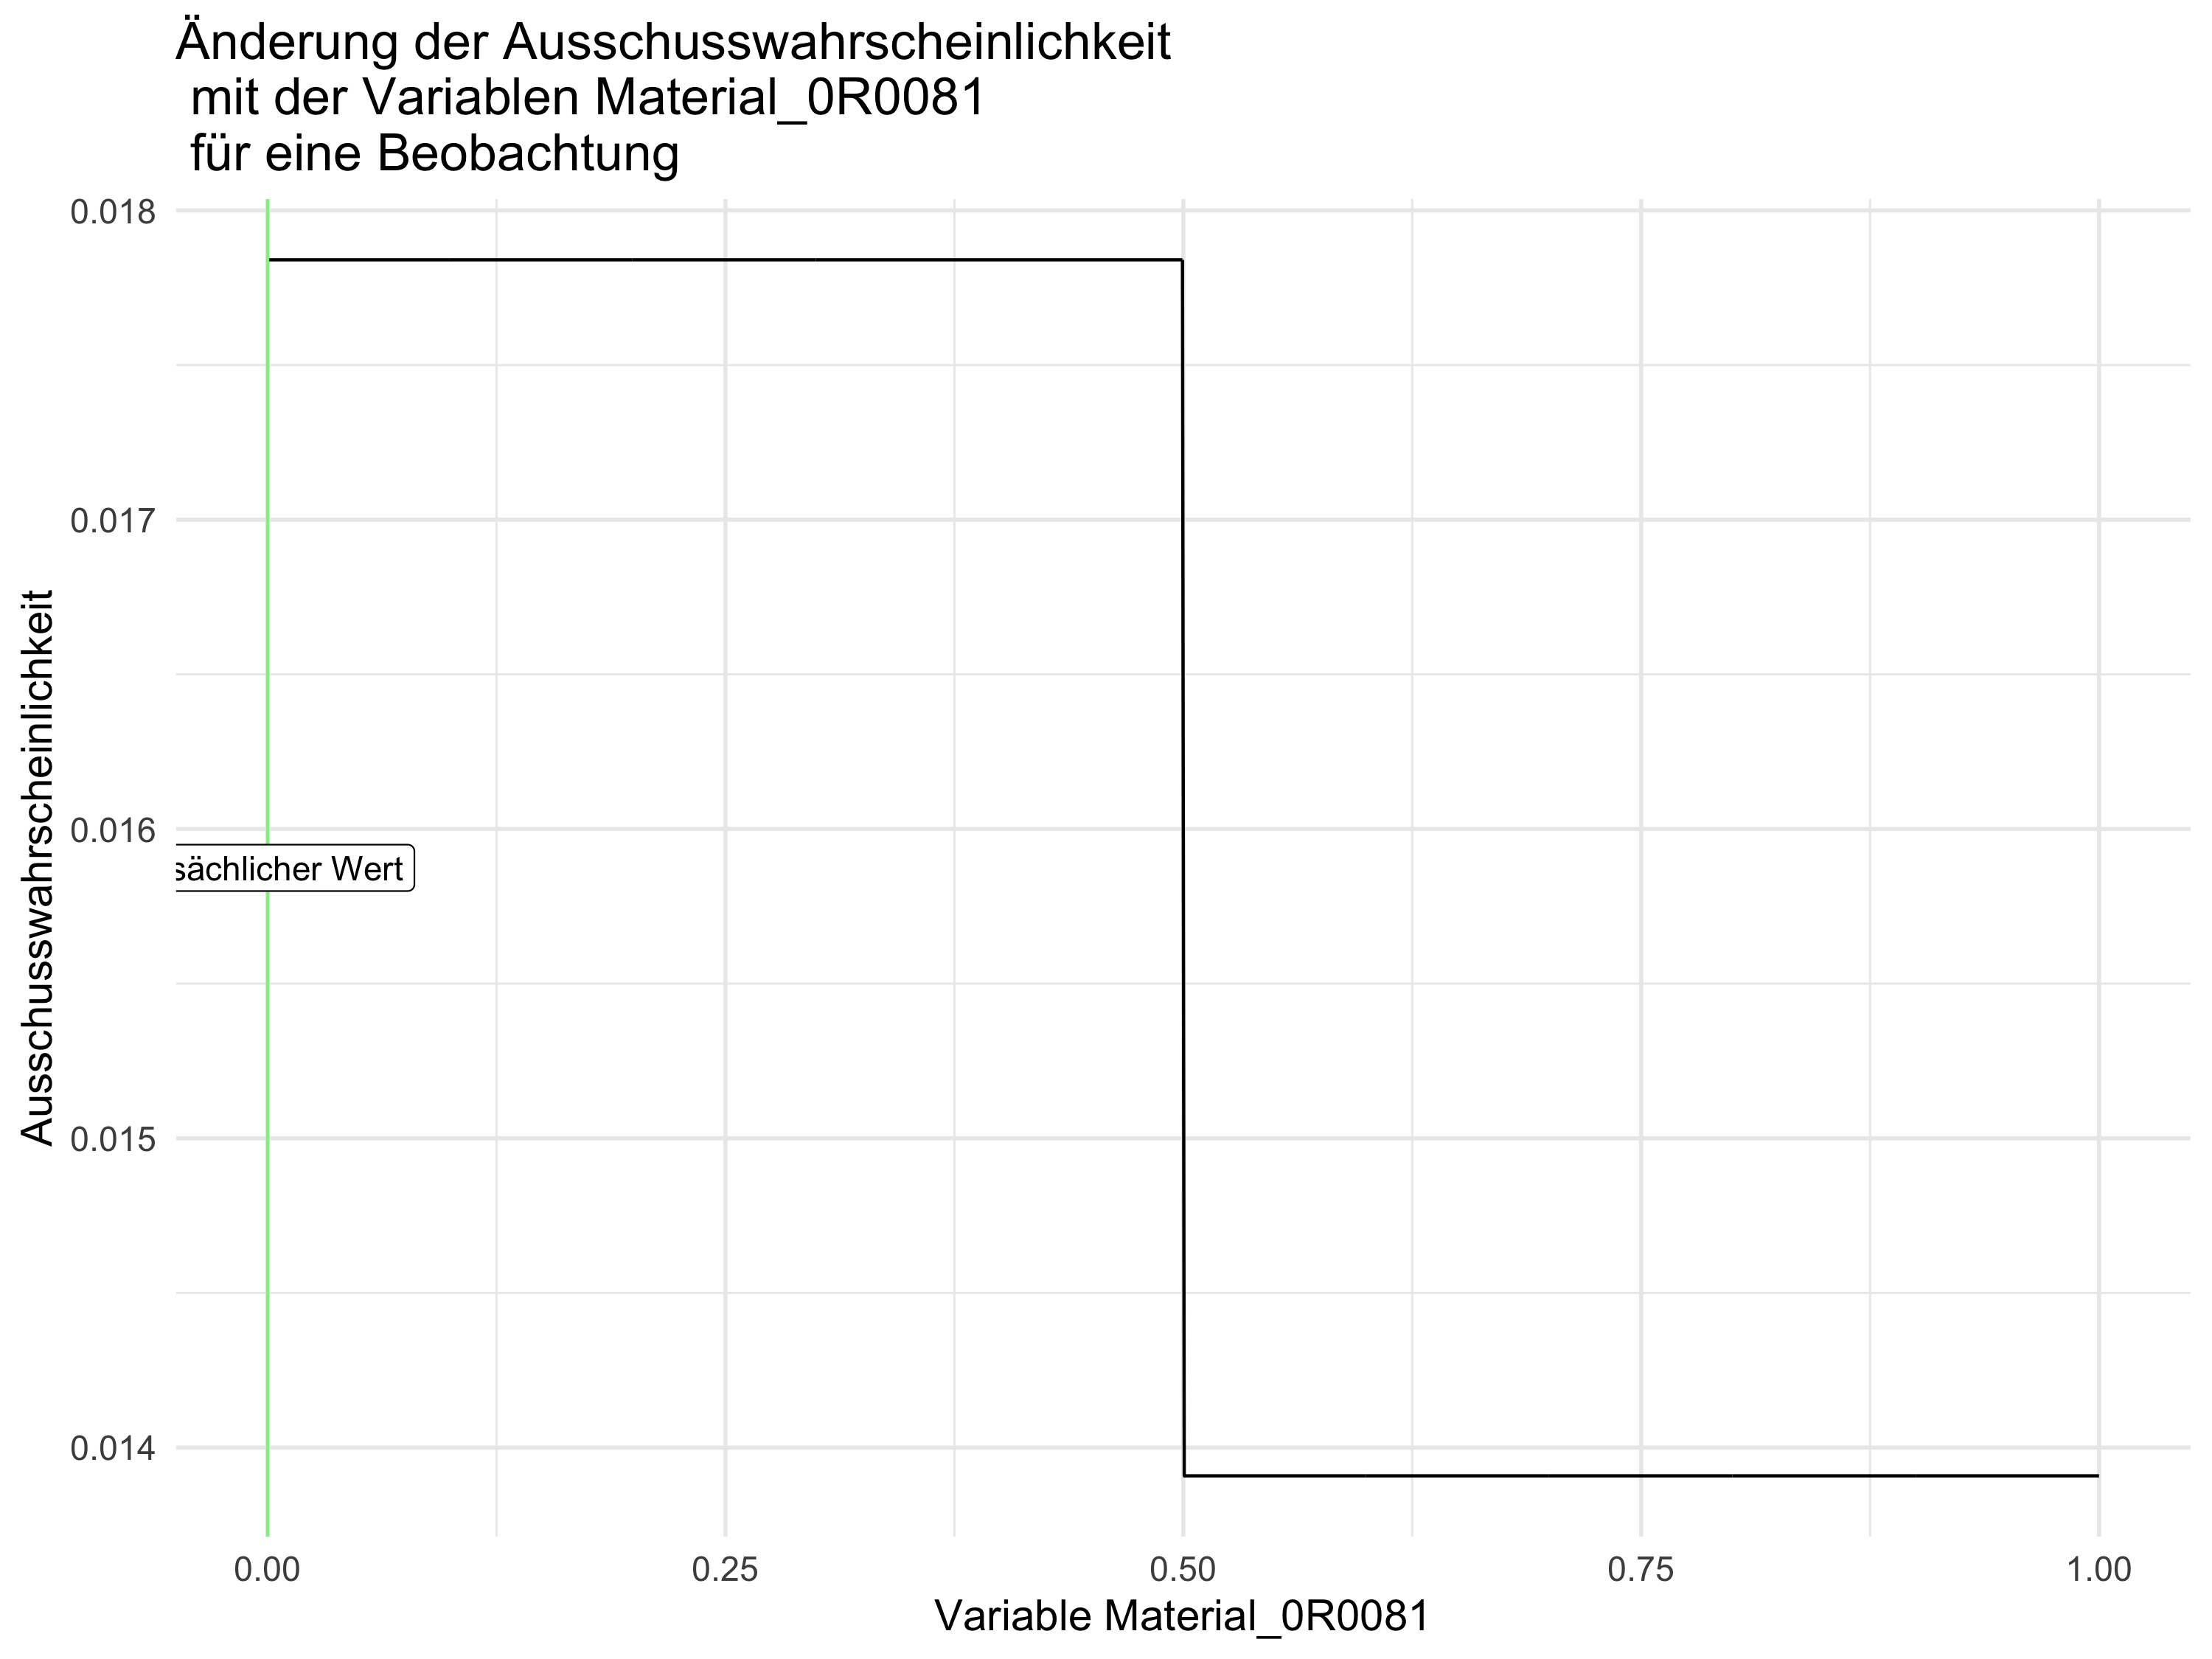 Änderung der Ausschusswahrscheinlichkeit
mit der Variablen Material_0R0081
für eine Beobachtung
0.018
0.017
0.016
0.015
0.014
Ausschusswahrscheinlichkeit
sächlicher Wert
0.00 0.25 0.50 0.75 1.00
Variable Material_0R0081